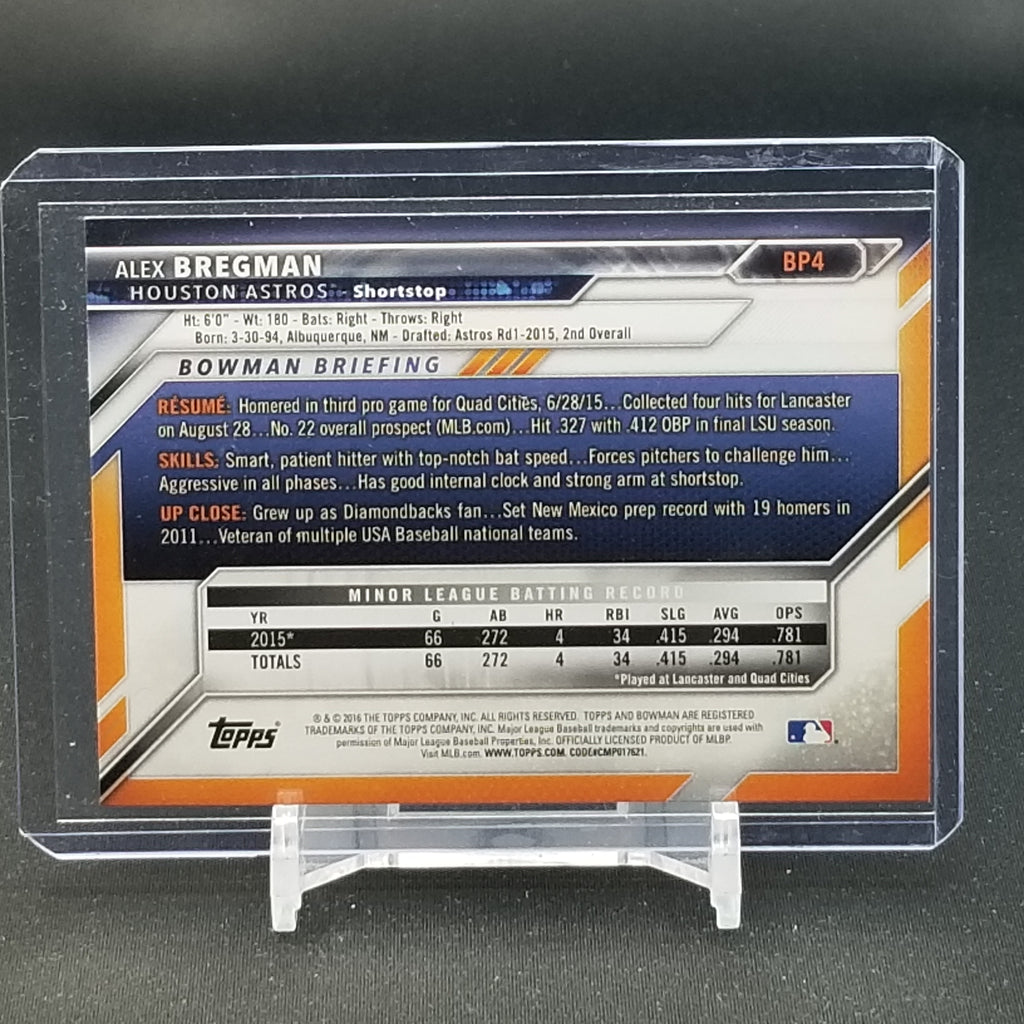 ALEX BREGMAN
BP4
HOUSTON ASTROS - Shortstop
Ht: 6'0" - Wt: 180 - Bats: Right - Throws: Right
Born: 3-30-94, Albuquerque, NM - Drafted: Astros Rd1-2015, 2nd Overall
BOWMAN BRIEFING
RÉSUMÉ: Homered in third pro game for Quad Cities, 6/28/15...Collected four hits for Lancaster
on August 28...No. 22 overall prospect (MLB.com)...Hit .327 with .412 OBP in final LSU season.
SKILLS: Smart, patient hitter with top-notch bat speed...Forces pitchers to challenge him...
Aggressive in all phases...Has good internal clock and strong arm at shortstop.
UP CLOSE: Grew up as Diamondbacks fan...Set New Mexico prep record with 19 homers in
2011...Veteran of multiple USA Baseball national teams.
MINOR LEAGUE BATTING RECORD
YR G AB HR RBI SLG AVG OPS
2015* 66 272 4 34 .415 .294 .781
TOTALS 66 272 4 34 .415 .294 .781
*Played at Lancaster and Quad Cities
Topps®
® & © 2016 THE TOPPS COMPANY, INC. ALL RIGHTS RESERVED. TOPPS AND BOWMAN ARE REGISTERED
TRADEMARKS OF THE TOPPS COMPANY, INC. Major League Baseball trademarks and copyrights are used with
permission of Major League Baseball Properties, Inc. OFFICIALLY LICENSED PRODUCT OF MLBP.
Visit MLB.com. WWW.TOPPS.COM. CODE#CMP017621.